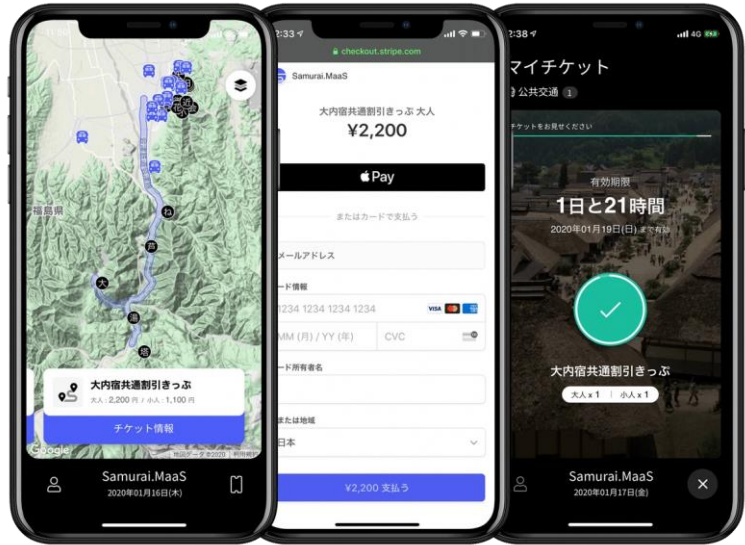 福島県
ね
芦
大
湯
塔
大内宿共通割引きっぷ
大人 : 2,200 円 / 小人 : 1,100 円
チケット情報
Google
地図データ©2020
Samurai.MaaS
2020年01月16日(木)
2:33
checkout.stripe.com
Samurai.MaaS
大内宿共通割引きっぷ 大人
¥2,200
Pay
またはカードで支払う
メールアドレス
ード情報
1234 1234 1234 1234
VISA
MM (月) / YY (年)
CVC
ード所有者名
または地域
日本
¥2,200 支払う
2:38
4G
マイチケット
公共交通 1
チケットをお見せください
有効期限
1日と21時間
2020年01月19日(日) まで有効
大内宿共通割引きっぷ
大人 x 1
小人 x 1
Samurai.MaaS
2020年01月17日(金)